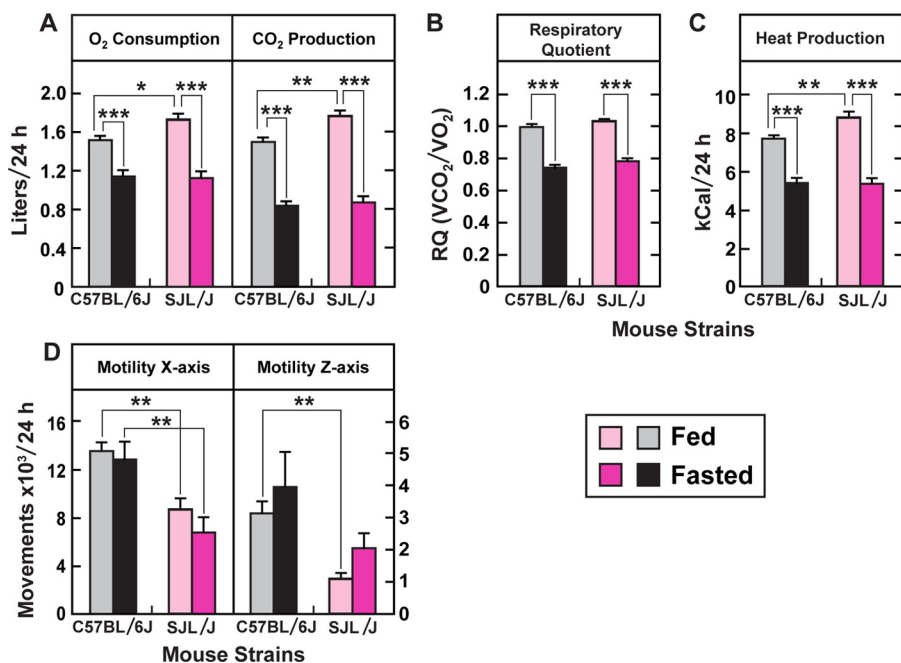 A
O₂ Consumption
CO₂ Production
Liters/24 h
2.0
1.6
1.2
0.8
0.4
0
*
***
***
**
***
***
C57BL/6J
SJL/J
C57BL/6J
SJL/J
B
Respiratory
Quotient
RQ (VCO₂/VO₂)
1.2
1.0
0.8
0.6
0.4
0.2
0
***
***
C57BL/6J
SJL/J
C
Heat Production
kCal/24 h
10
8
6
4
2
0
**
***
***
C57BL/6J
SJL/J
Mouse Strains
D
Motility X-axis
Motility Z-axis
Movements x10³/24 h
16
12
8
4
0
**
**
**
6
5
4
3
2
1
0
C57BL/6J
SJL/J
C57BL/6J
SJL/J
Mouse Strains
Fed
Fasted